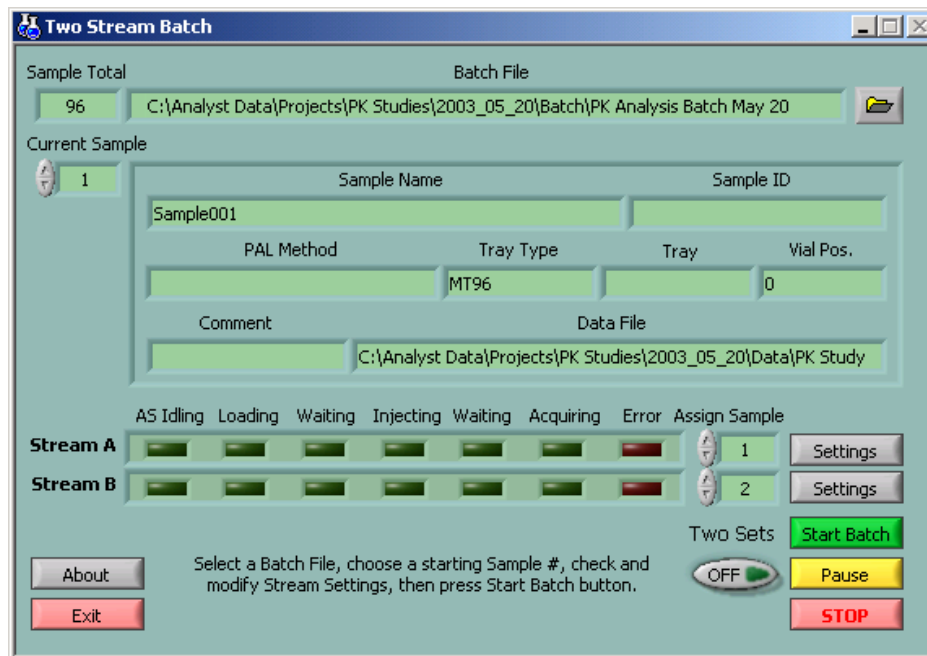 Two Stream Batch
Sample Total Batch File
96 C:\Analyst Data\Projects\PK Studies\2003_05_20\Batch\PK Analysis Batch May 20
Current Sample
1
Sample Name Sample ID
Sample001
PAL Method Tray Type Tray Vial Pos.
MT96 0
Comment Data File
C:\Analyst Data\Projects\PK Studies\2003_05_20\Data\PK Study
AS Idling Loading Waiting Injecting Waiting Acquiring Error Assign Sample
Stream A 1 Settings
Stream B 2 Settings
Two Sets Start Batch
About Select a Batch File, choose a starting Sample #, check and
modify Stream Settings, then press Start Batch button. OFF Pause
Exit STOP